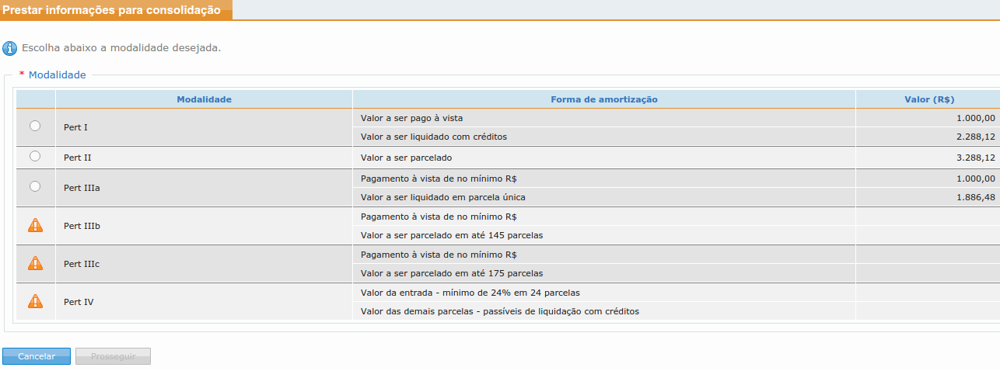 Prestar informações para consolidação
Escolha abaixo a modalidade desejada.
* Modalidade
Modalidade Forma de amortização Valor (R$)
Pert I
Valor a ser pago à vista 1.000,00
Valor a ser liquidado com créditos 2.288,12
Pert II Valor a ser parcelado 3.288,12
Pert IIIa
Pagamento à vista de no mínimo R$ 1.000,00
Valor a ser liquidado em parcela única 1.886,48
Pert IIIb
Pagamento à vista de no mínimo R$
Valor a ser parcelado em até 145 parcelas
Pert IIIc
Pagamento à vista de no mínimo R$
Valor a ser parcelado em até 175 parcelas
Pert IV
Valor da entrada - mínimo de 24% em 24 parcelas
Valor das demais parcelas - passíveis de liquidação com créditos
Cancelar Prosseguir